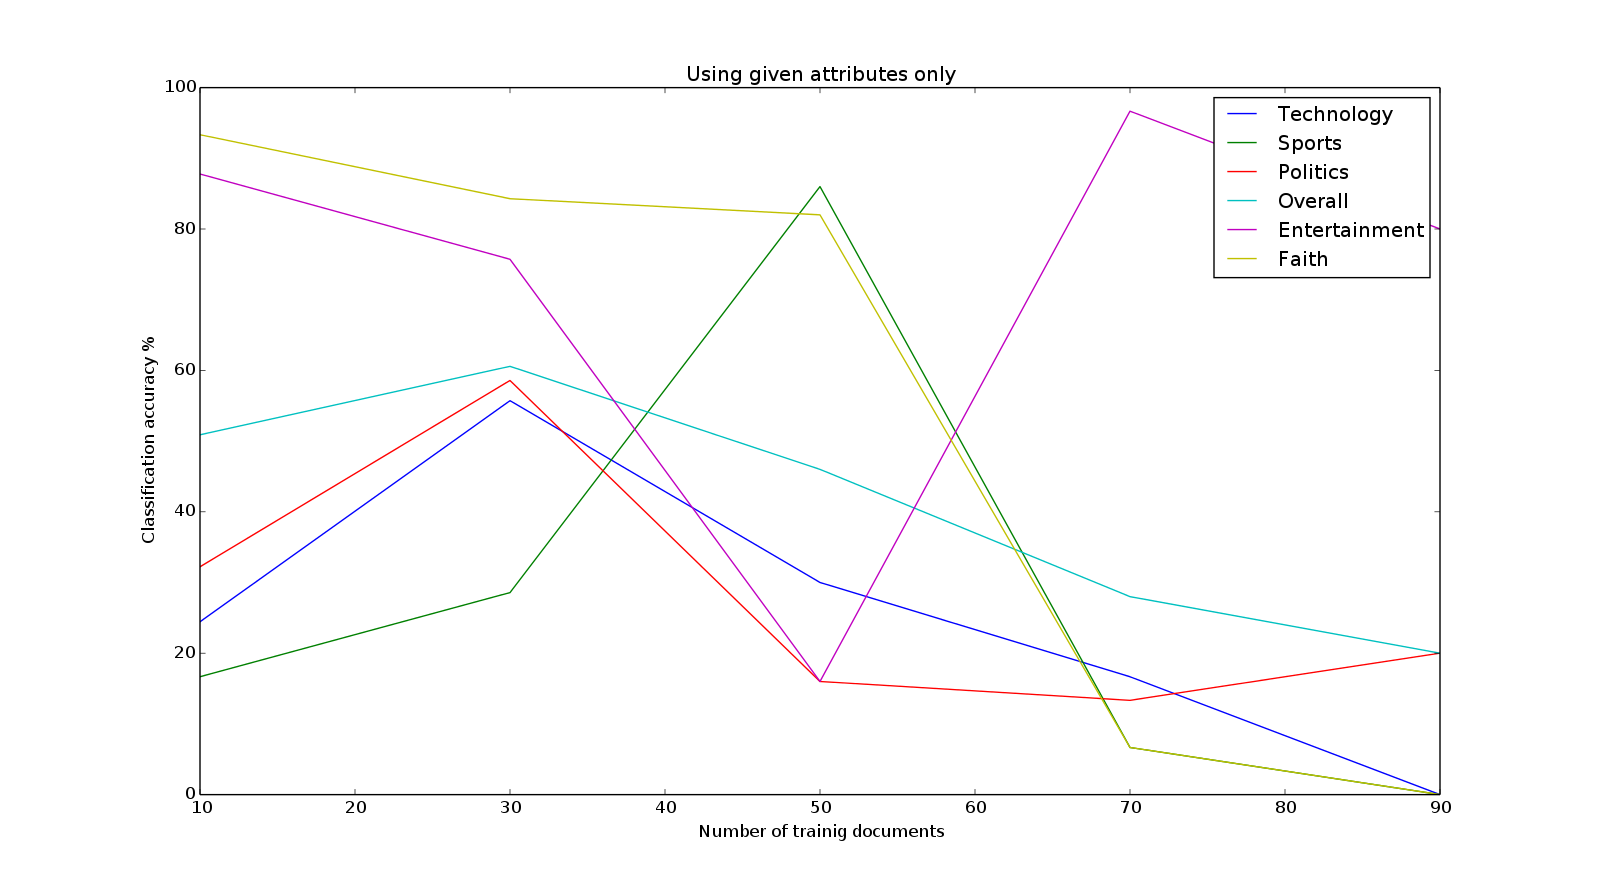 Using given attributes only
100
80
60
40
20
0
Classification accuracy %
Technology
Sports
Politics
Overall
Entertainment
Faith
10 20 30 40 50 60 70 80 90
Number of trainig documents